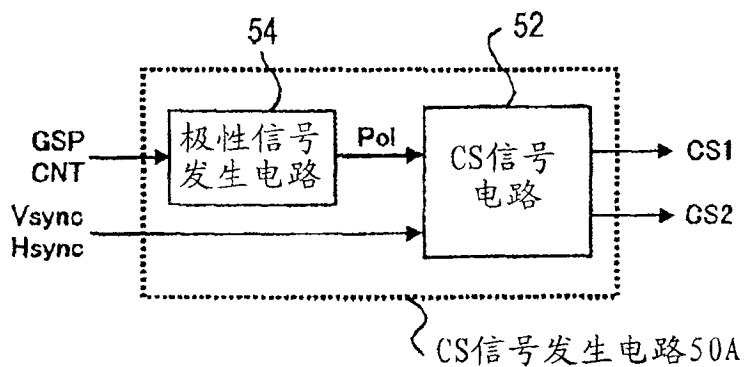 54
52
GSP
CNT
极性信号
发生电路
Pol
CS信号
电路
CS1
CS2
Vsync
Hsync
CS信号发生电路50A